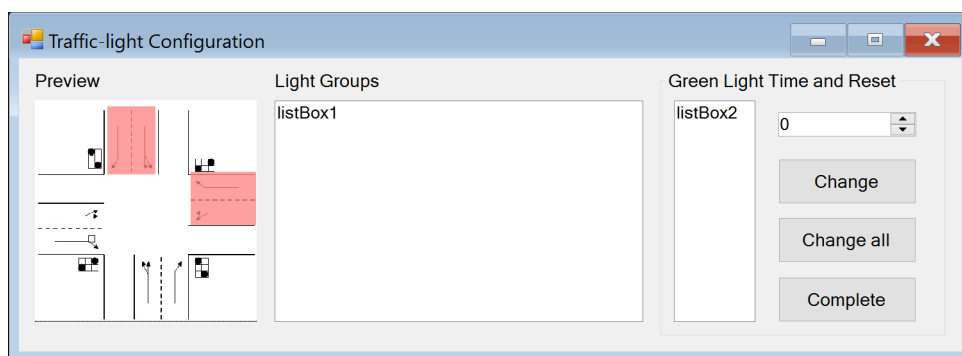 Traffic-light Configuration
Preview
Light Groups
Green Light Time and Reset
listBox1
listBox2
0
Change
Change all
Complete